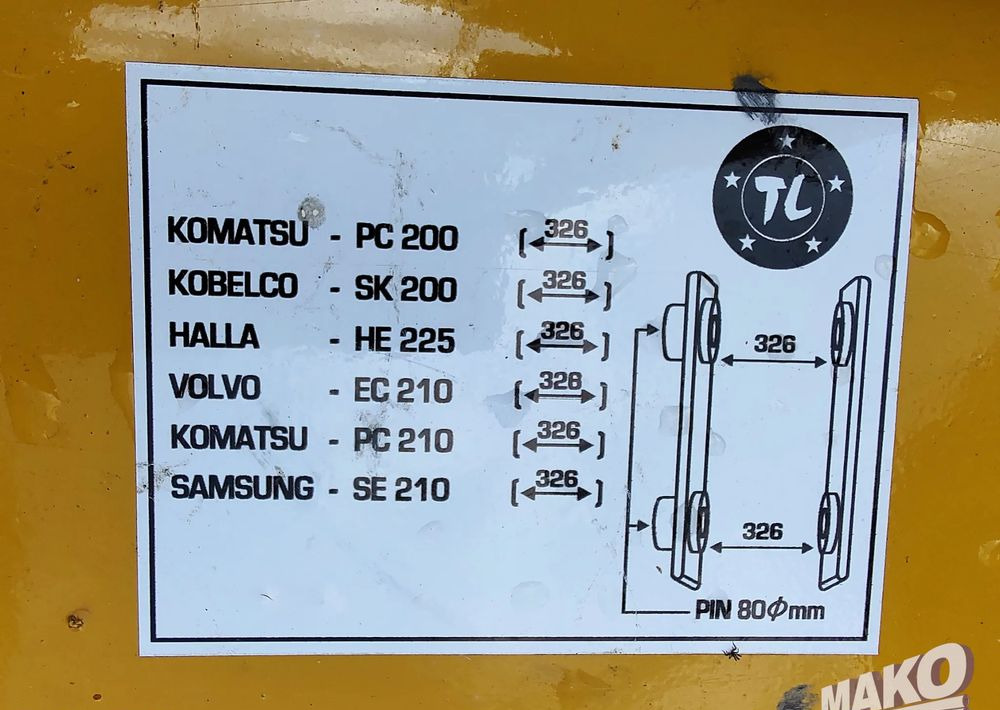 TL
KOMATSU - PC 200 [326]
KOBELCO - SK 200 [326]
HALLA - HE 225 [326]
VOLVO - EC 210 [326]
KOMATSU - PC 210 [326]
SAMSUNG - SE 210 [326]
326
326
PIN 80ϕmm
MAKO